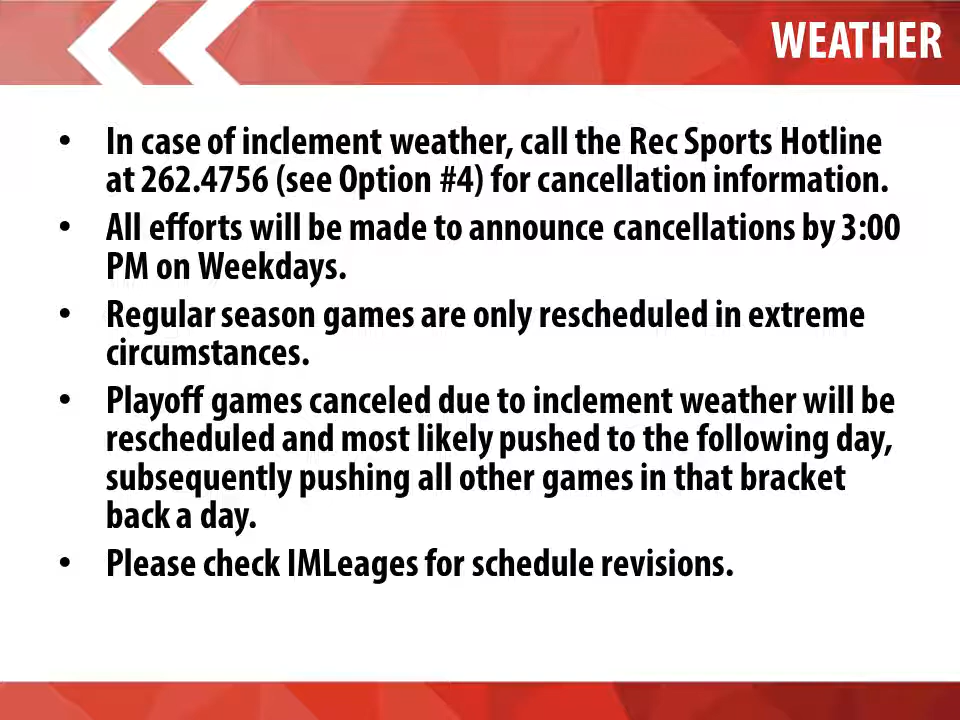 WEATHER
• In case of inclement weather, call the Rec Sports Hotline
at 262.4756 (see Option #4) for cancellation information.
• All efforts will be made to announce cancellations by 3:00
PM on Weekdays.
• Regular season games are only rescheduled in extreme
circumstances.
• Playoff games canceled due to inclement weather will be
rescheduled and most likely pushed to the following day,
subsequently pushing all other games in that bracket
back a day.
• Please check IMLeages for schedule revisions.